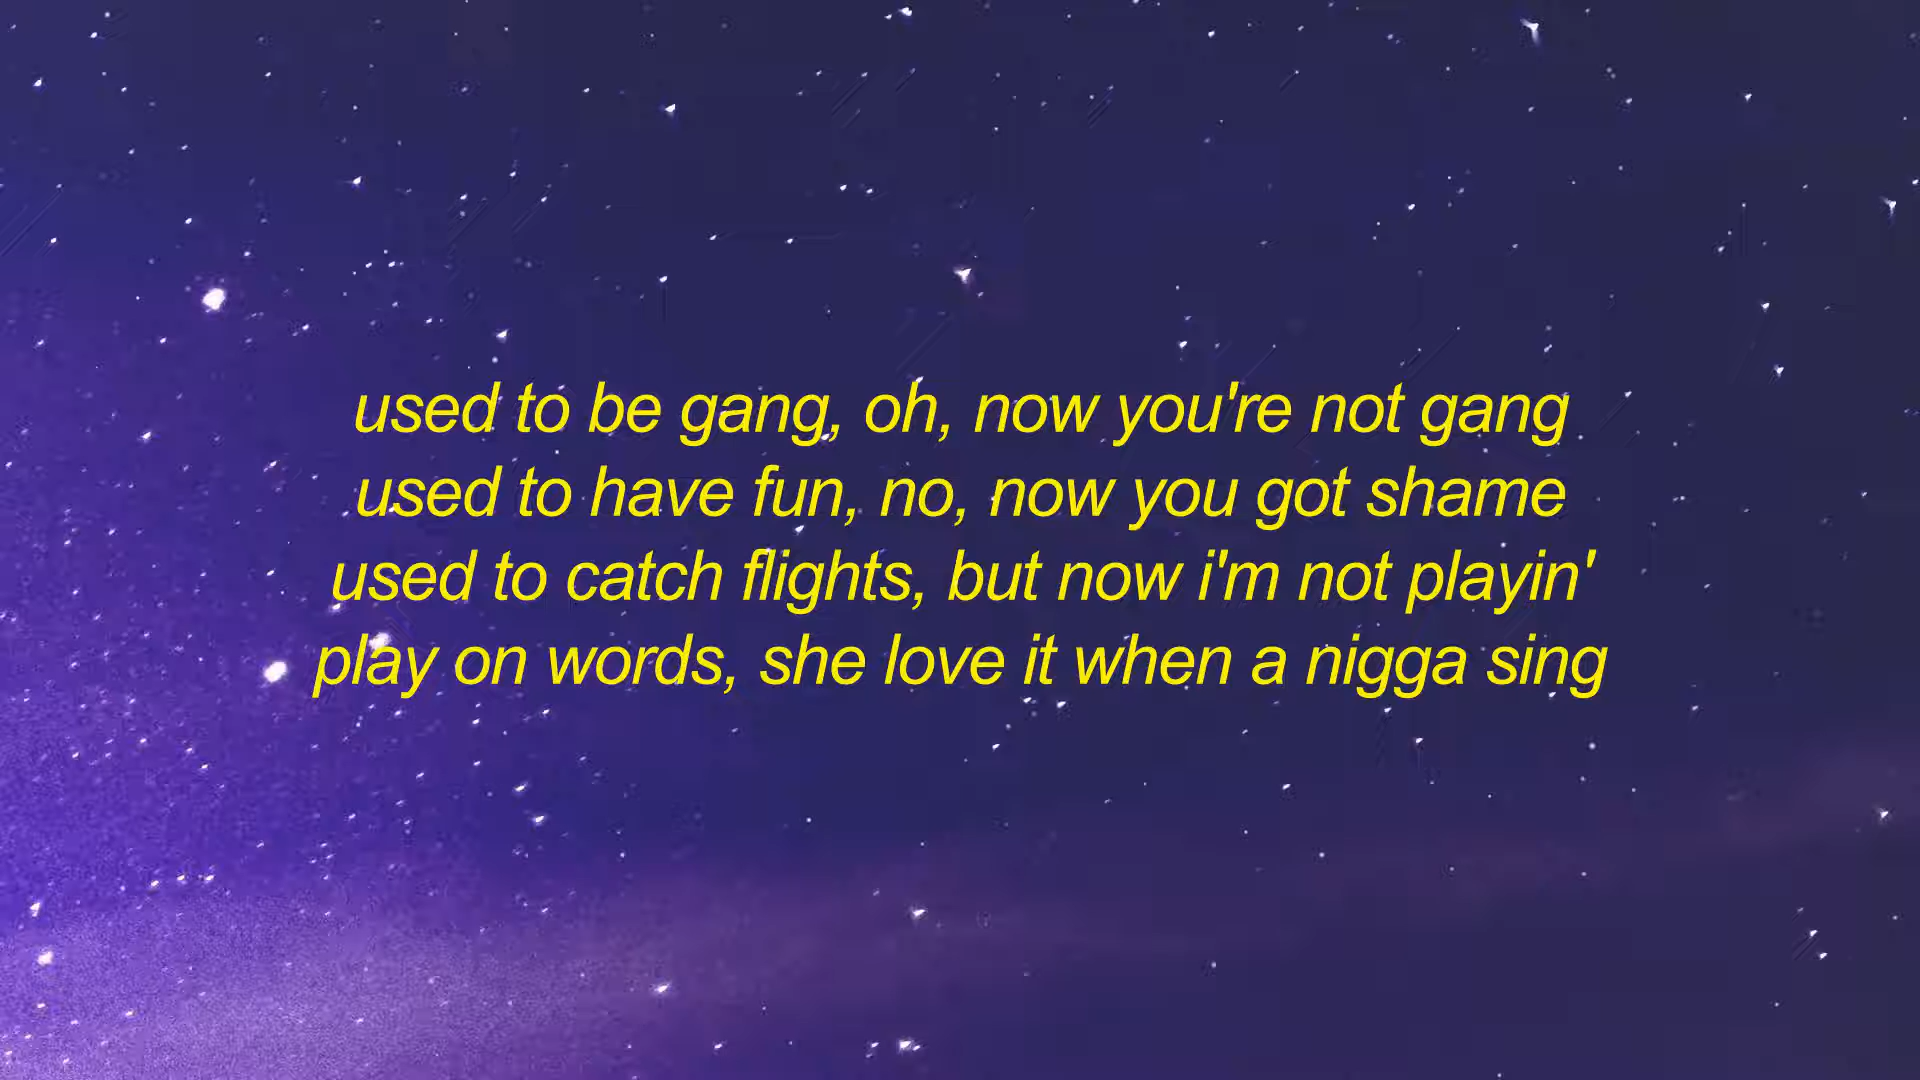 used to be gang, oh, now you're not gang
used to have fun, no, now you got shame
used to catch flights, but now i'm not playin'
play on words, she love it when a nigga sing